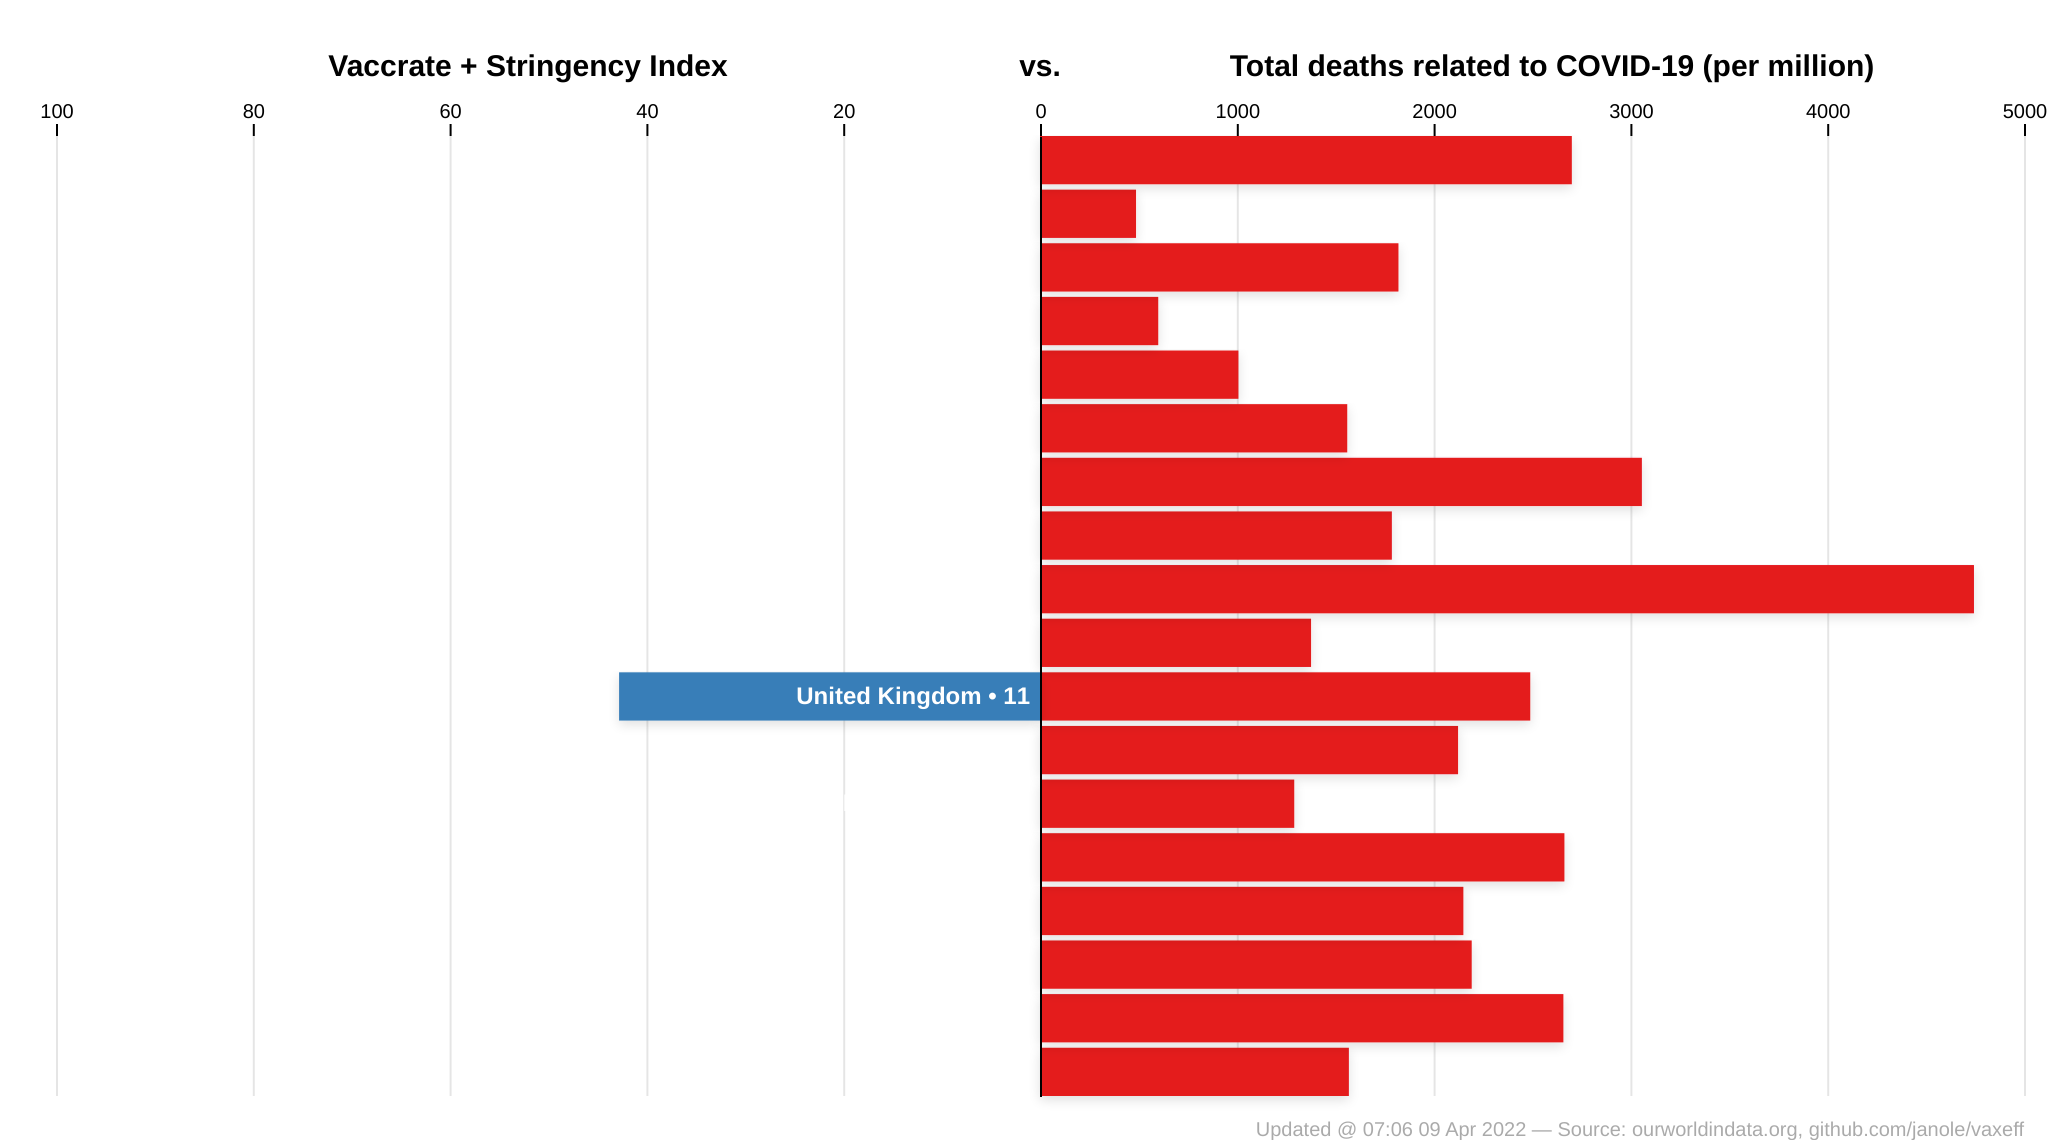 Vaccrate + Stringency Index vs. Total deaths related to COVID-19 (per million)
100 80 60 40 20 0 1000 2000 3000 4000 5000
United Kingdom • 11
Updated @ 07:06 09 Apr 2022 — Source: ourworldindata.org, github.com/janole/vaxeff